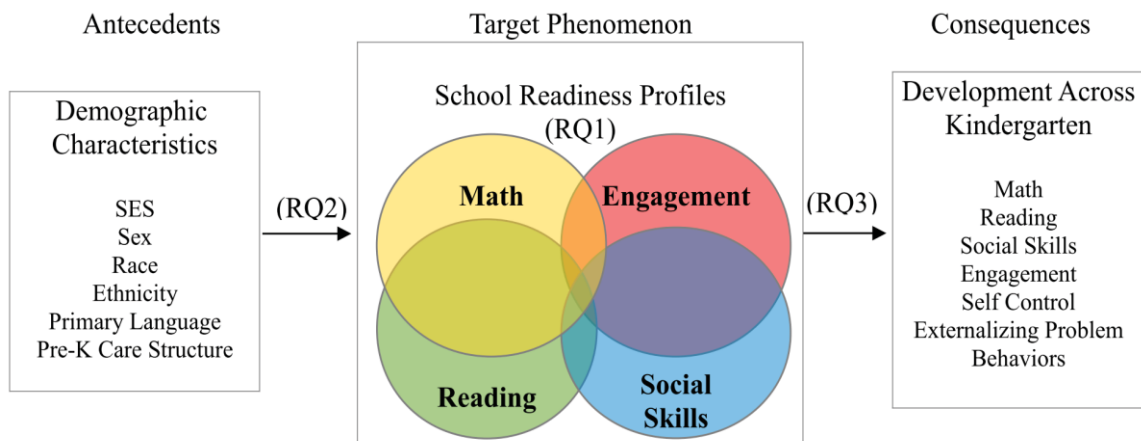 Antecedents
Demographic
Characteristics
SES
Sex
Race
Ethnicity
Primary Language
Pre-K Care Structure
(RQ2)
Target Phenomenon
School Readiness Profiles
(RQ1)
Math
Engagement
Reading
Social
Skills
(RQ3)
Consequences
Development Across
Kindergarten
Math
Reading
Social Skills
Engagement
Self Control
Externalizing Problem
Behaviors